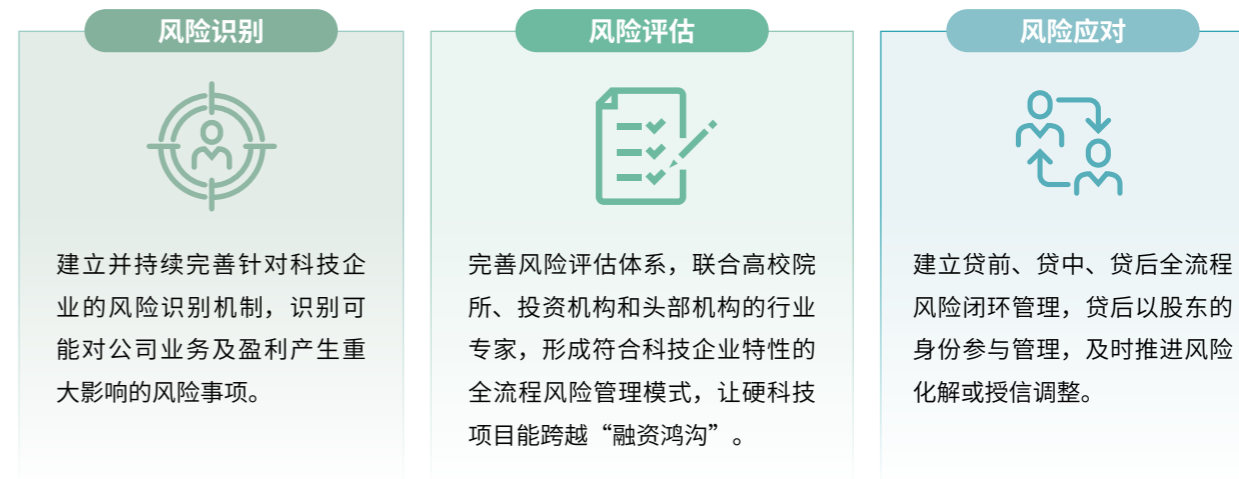 风险识别
建立并持续完善针对科技企
业的风险识别机制，识别可
能对公司业务及盈利产生重
大影响的风险事项。
风险评估
完善风险评估体系，联合高校院
所、投资机构和头部机构的行业
专家，形成符合科技企业特性的
全流程风险管理模式，让硬科技
项目能跨越“融资鸿沟”。
风险应对
建立贷前、贷中、贷后全流程
风险闭环管理，贷后以股东的
身份参与管理，及时推进风险
化解或授信调整。